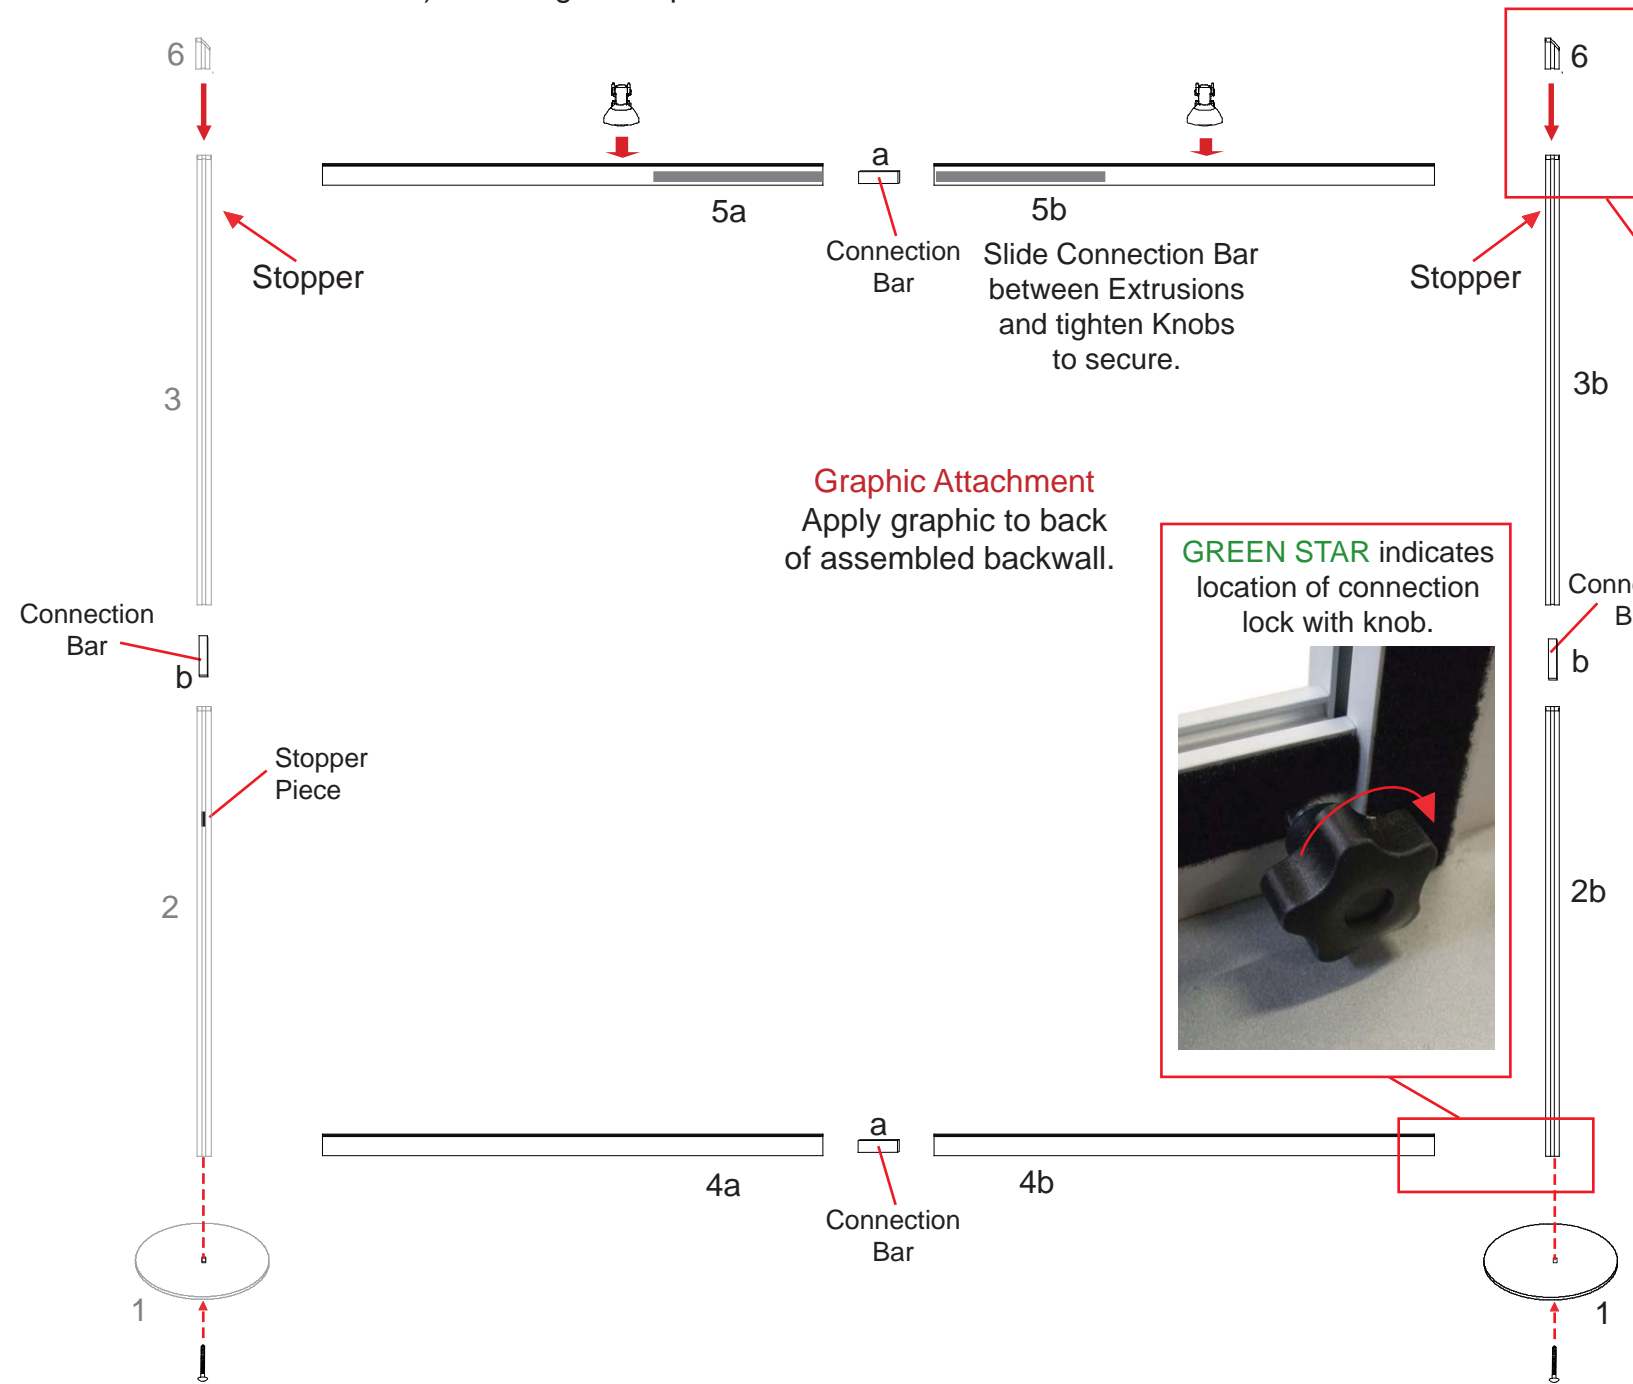 6
6
a
5a
5b
Connection
Bar
Slide Connection Bar
between Extrusions
and tighten Knobs
to secure.
Stopper
Stopper
3
3b
Graphic Attachment
Apply graphic to back
of assembled backwall.
GREEN STAR indicates
location of connection
lock with knob.
Connection
Bar
b
b
Stopper
Piece
2
2b
a
4a
4b
Connection
Bar
1
1